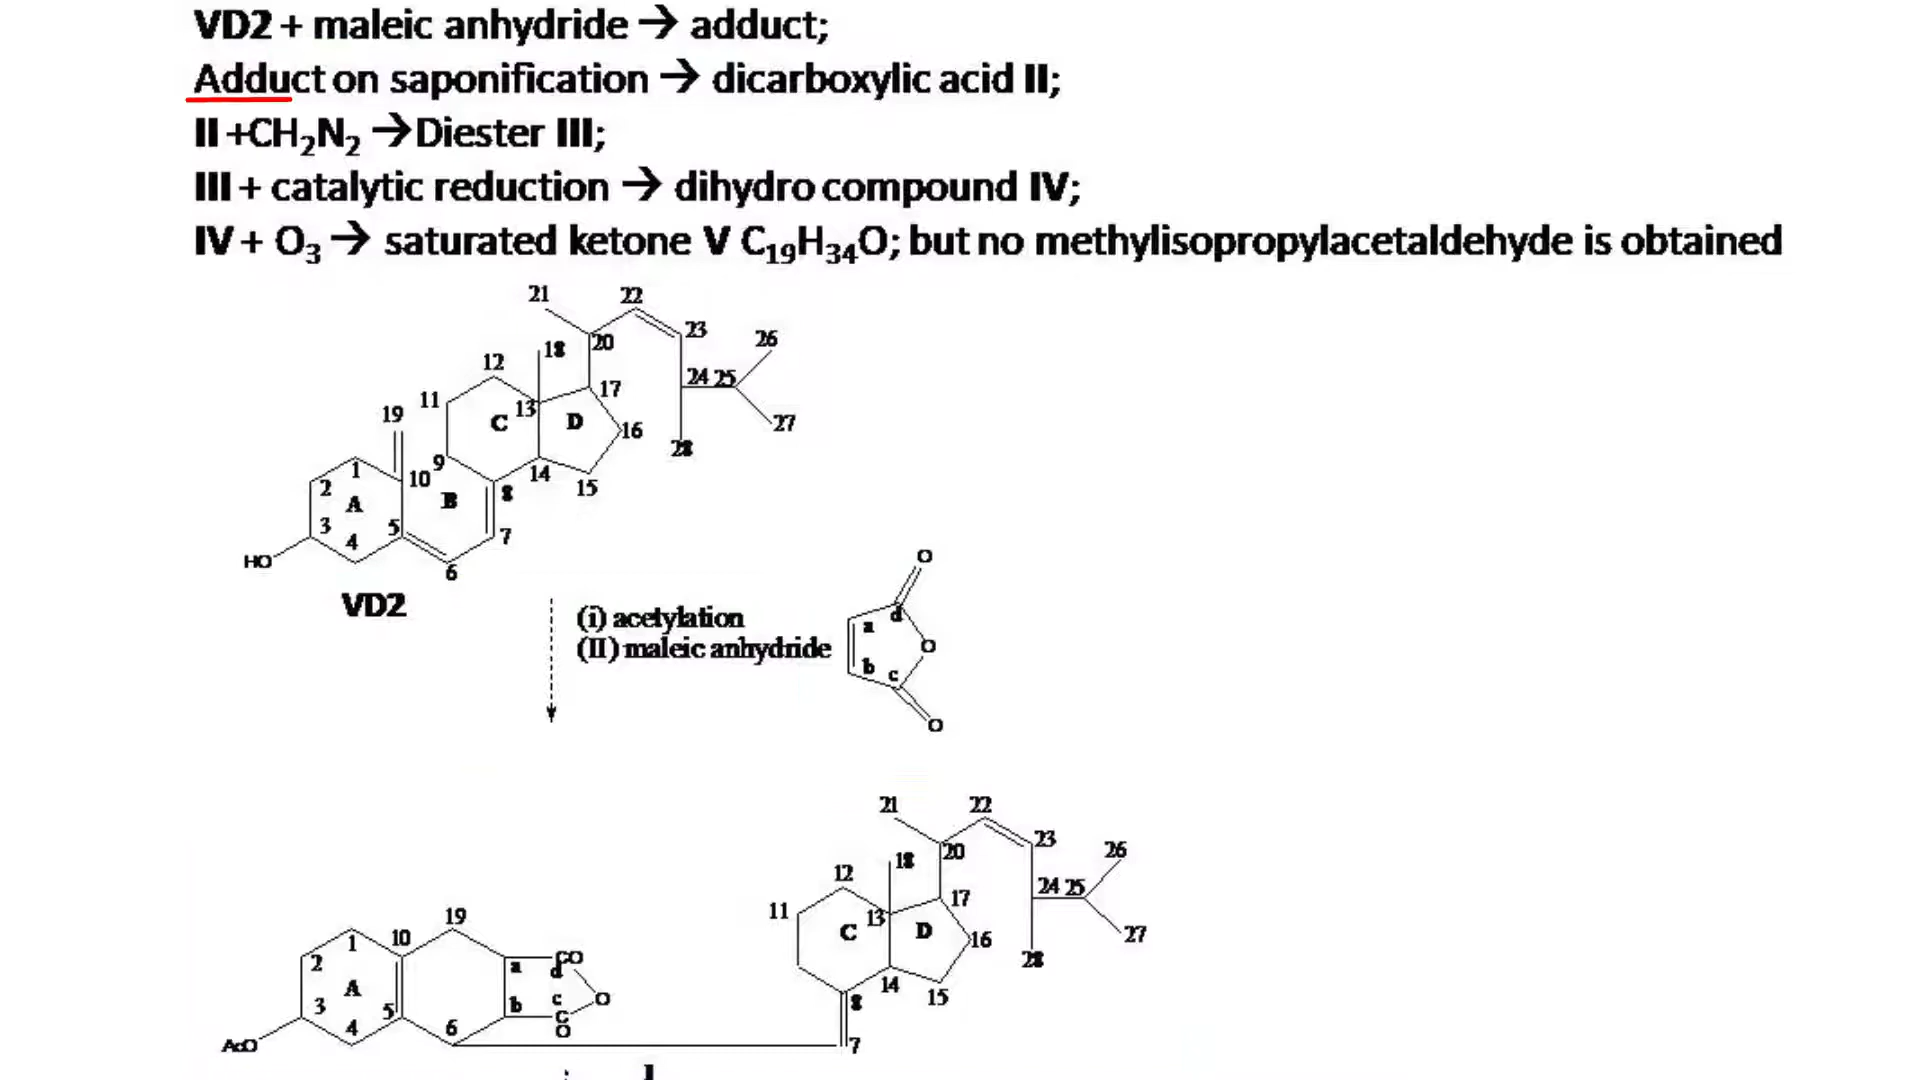 VD2 + maleic anhydride → adduct;
Adduct on saponification → dicarboxylic acid II;
II +CH₂N₂ →Diester III;
III + catalytic reduction → dihydro compound IV;
IV + O₃ → saturated ketone V C₁₉H₃₄O; but no methylisopropylacetaldehyde is obtained
21 22
23
26
20
18
12
24 25
17
11
13
C D
27
19
16
28
9
14
1
10
15
2
8
A
B
3
5
7
4
HO
6
O
VD2
(i) acetylation
d
a
(II) maleic anhydride
O
b
c
O
21 22
23
26
20
18
12
24 25
17
11
13
C D
27
19
16
28
10
1
CO
2
a
d
14
A
15
O
3
b
c
8
5
C
4
6
O
AcO
7
I